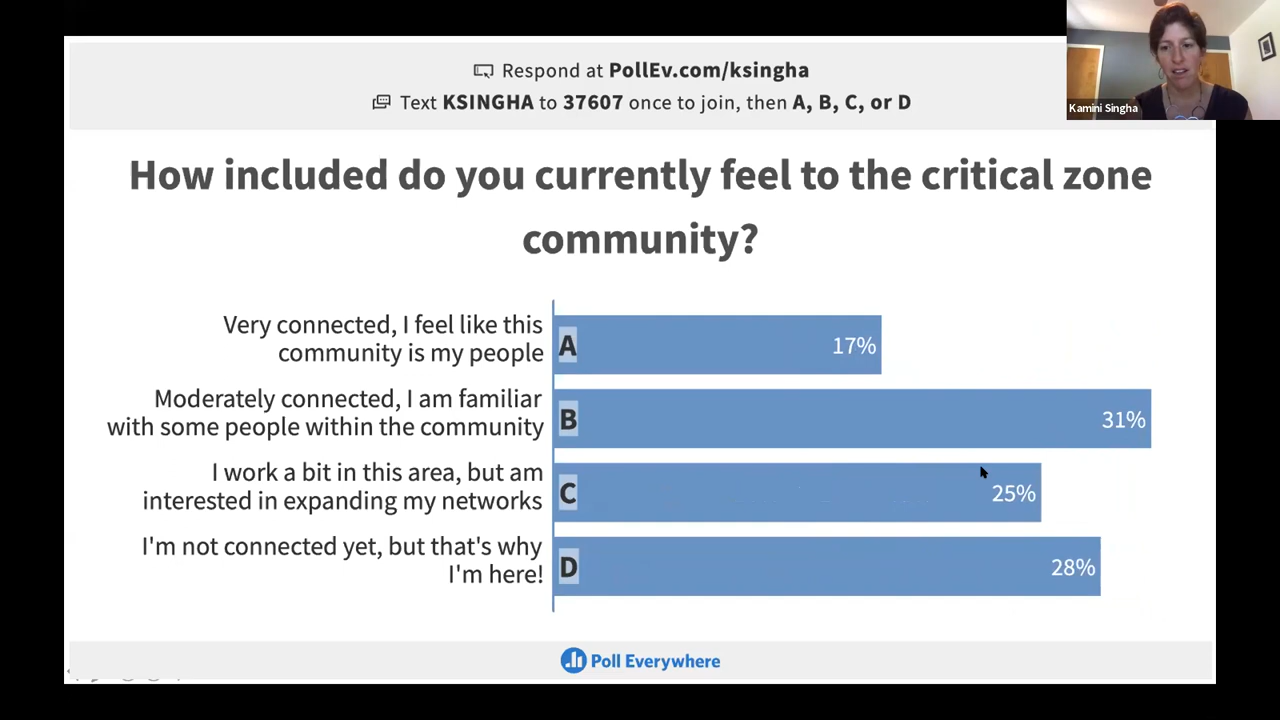 Respond at PollEv.com/ksingha
Text KSINGHA to 37607 once to join, then A, B, C, or D
Kamini Singha
How included do you currently feel to the critical zone
community?
Very connected, I feel like this
community is my people
A
17%
Moderately connected, I am familiar
with some people within the community
B
31%
I work a bit in this area, but am
interested in expanding my networks
C
25%
I'm not connected yet, but that's why
I'm here!
D
28%
Poll Everywhere